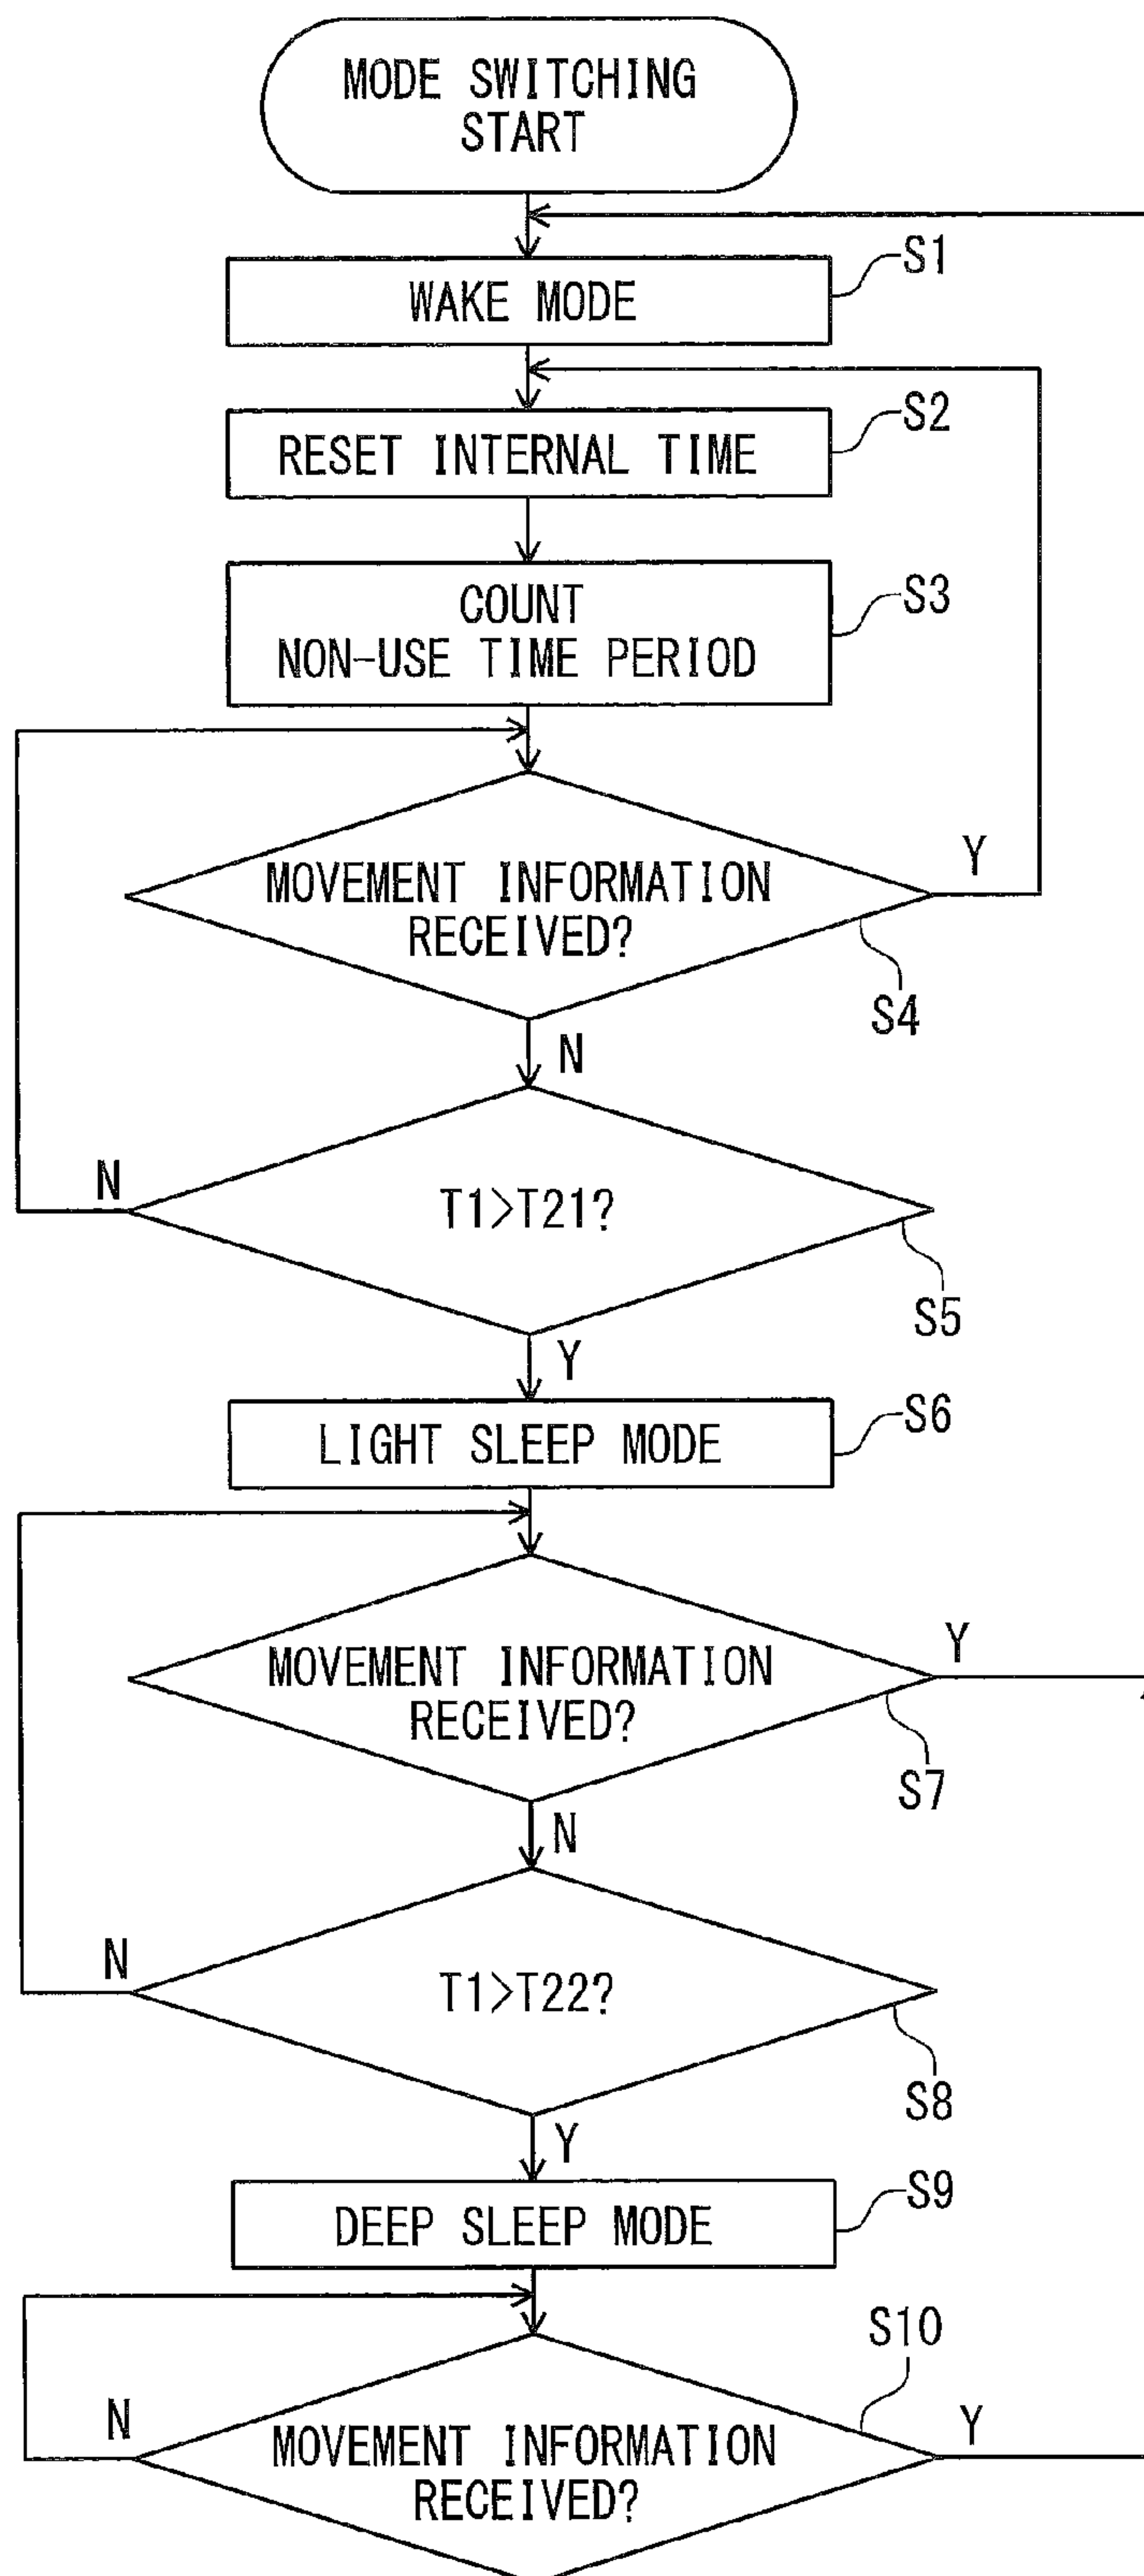 MODE SWITCHING
START
S1
WAKE MODE
S2
RESET INTERNAL TIME
S3
COUNT
NON-USE TIME PERIOD
MOVEMENT INFORMATION
RECEIVED?
Y
S4
N
N
T1>T21?
S5
Y
S6
LIGHT SLEEP MODE
MOVEMENT INFORMATION
RECEIVED?
Y
S7
N
N
T1>T22?
S8
Y
S9
DEEP SLEEP MODE
S10
N
MOVEMENT INFORMATION
RECEIVED?
Y